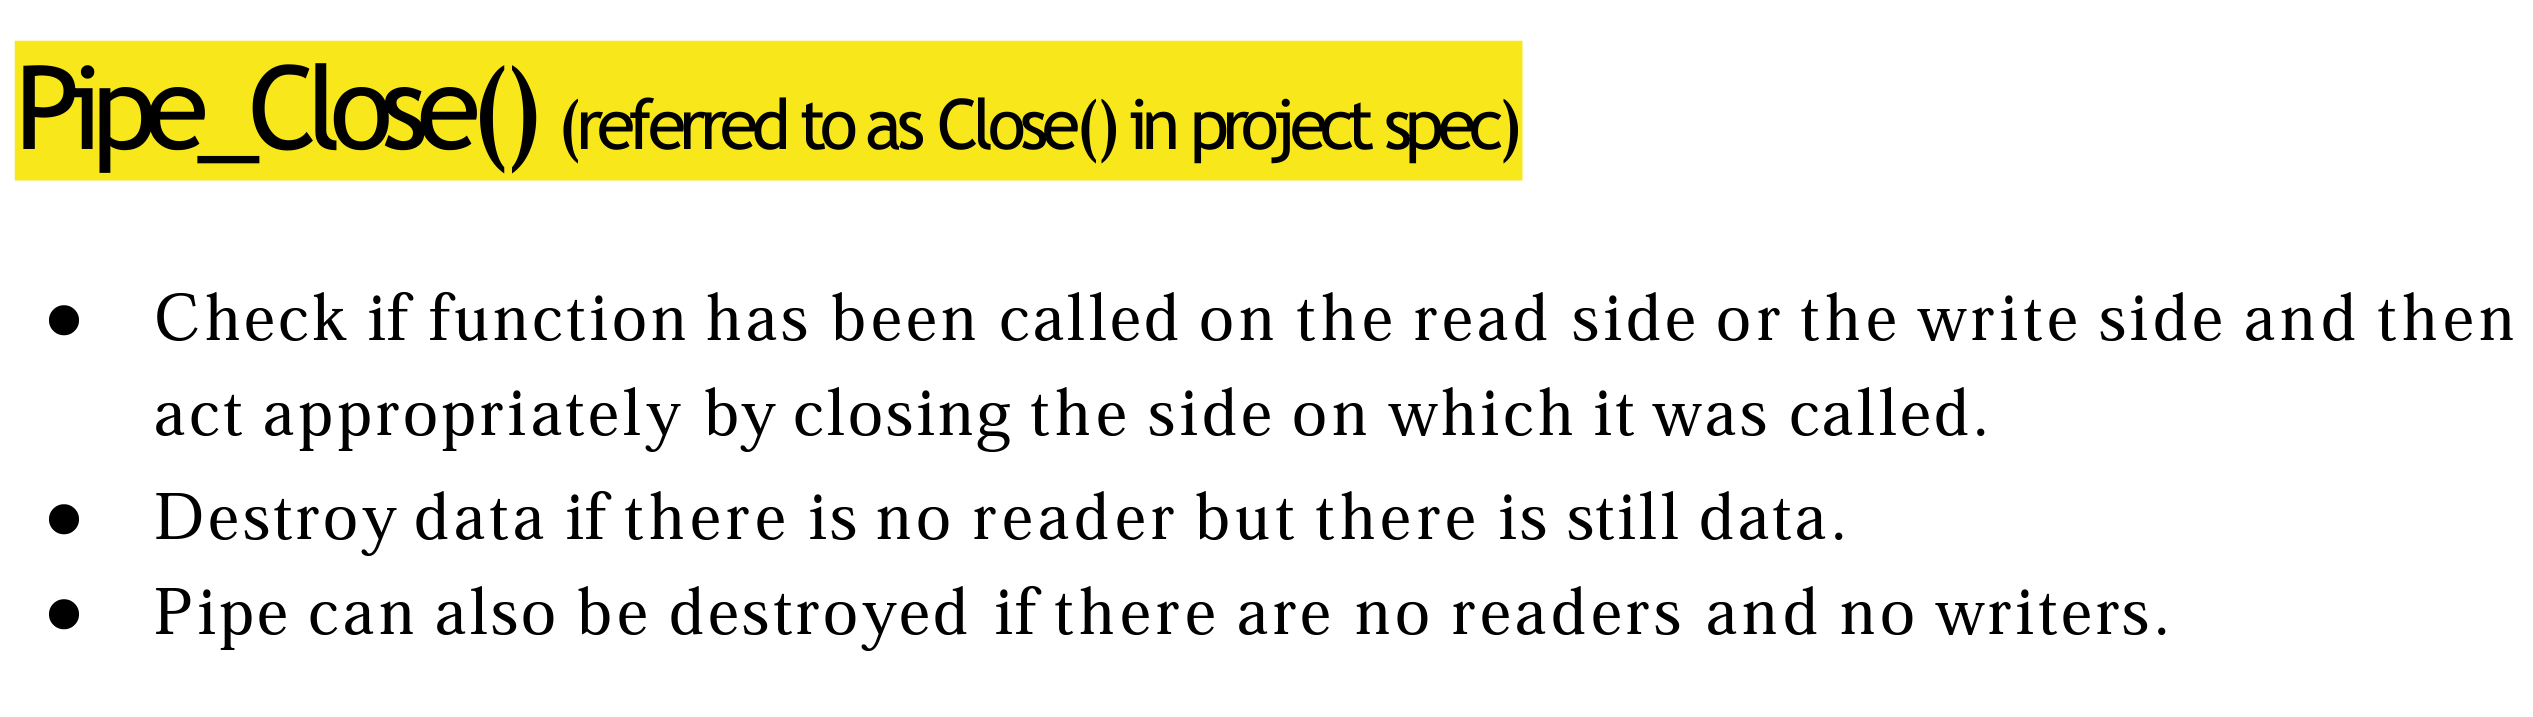 Pipe_Close() (referred to as Close() in project spec)
● Check if function has been called on the read side or the write side and then
act appropriately by closing the side on which it was called.
● Destroy data if there is no reader but there is still data.
● Pipe can also be destroyed if there are no readers and no writers.